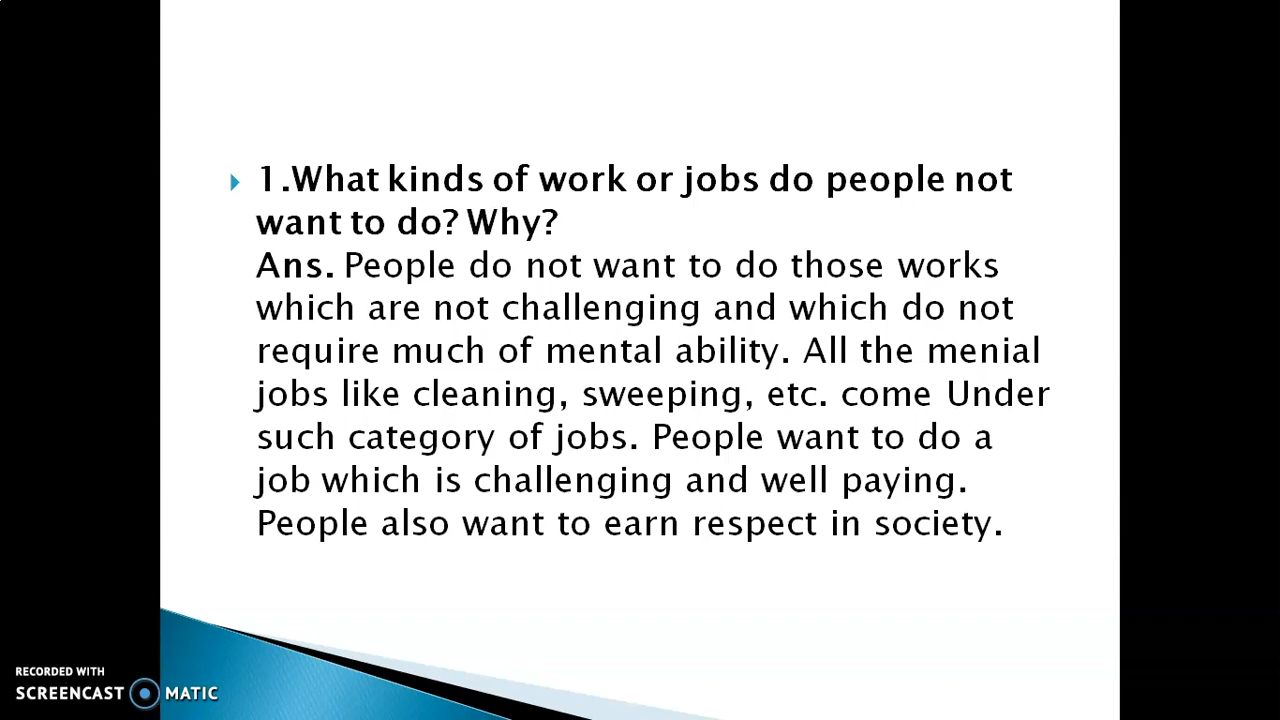 1.What kinds of work or jobs do people not
want to do? Why?
Ans. People do not want to do those works
which are not challenging and which do not
require much of mental ability. All the menial
jobs like cleaning, sweeping, etc. come Under
such category of jobs. People want to do a
job which is challenging and well paying.
People also want to earn respect in society.
RECORDED WITH
SCREENCAST MATIC